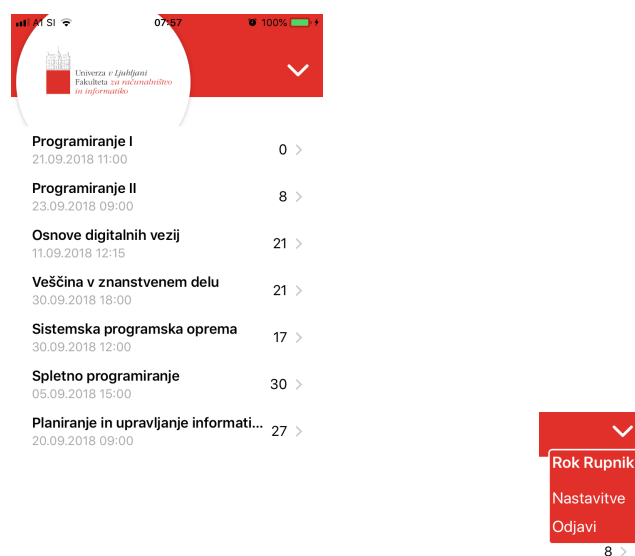 A1 SI 07:57 100%
Univerza v Ljubljani
Fakulteta za računalništvo
in informatiko
Programiranje I
21.09.2018 11:00
0
Programiranje II
23.09.2018 09:00
8
Osnove digitalnih vezij
11.09.2018 12:15
21
Veščina v znanstvenem delu
30.09.2018 18:00
21
Sistemska programska oprema
30.09.2018 12:00
17
Spletno programiranje
05.09.2018 15:00
30
Planiranje in upravljanje informati...
20.09.2018 09:00
27
Rok Rupnik
Nastavitve
Odjavi
8